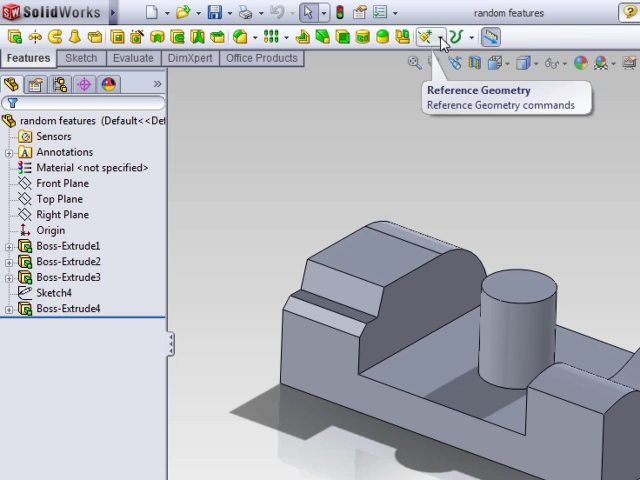 SW SolidWorks
random features
?
Features Sketch Evaluate DimXpert Office Products
Reference Geometry
Reference Geometry commands
»
random features (Default<<Def
Sensors
A Annotations
Material <not specified>
Front Plane
Top Plane
Right Plane
Origin
Boss-Extrude1
Boss-Extrude2
Boss-Extrude3
Sketch4
Boss-Extrude4